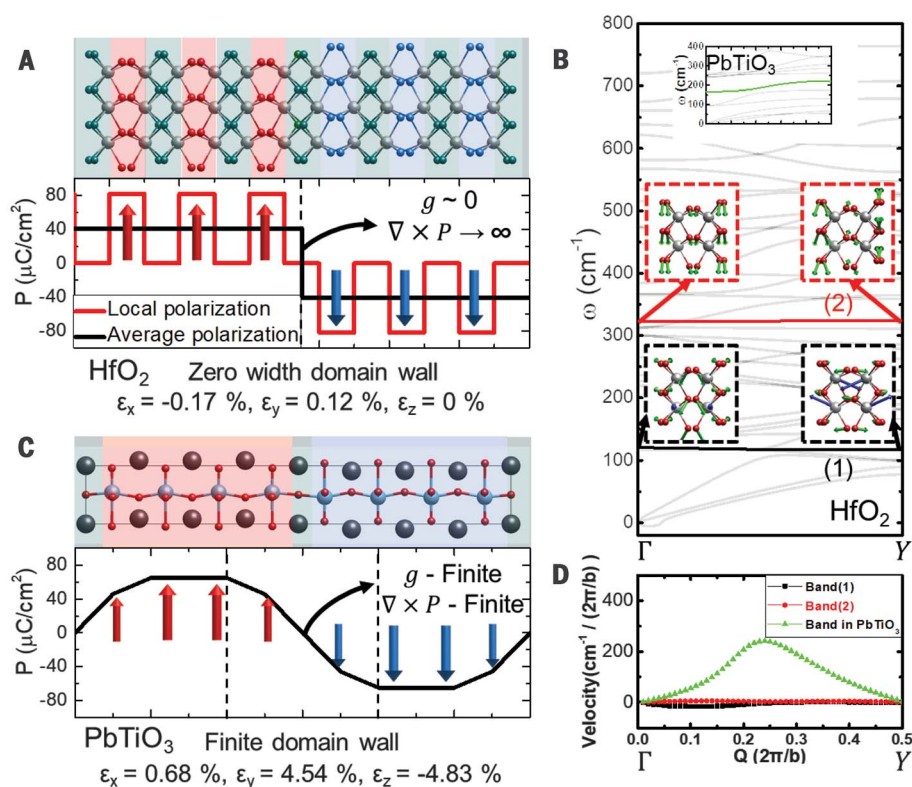 A
80
40
0
-40
-80
P (μC/cm²)
g ~ 0
∇ × P → ∞
Local polarization
Average polarization
HfO₂ Zero width domain wall
εₓ = -0.17 %, εᵧ = 0.12 %, ε_z = 0 %
C
80
40
0
-40
-80
P (μC/cm²)
g - Finite
∇ × P - Finite
PbTiO₃ Finite domain wall
εₓ = 0.68 %, εᵧ = 4.54 %, ε_z = -4.83 %
B
800
700
600
500
400
300
200
100
0
ω (cm⁻¹)
PbTiO₃
400
300
200
100
0
ω (cm⁻¹)
(2)
(1)
HfO₂
Γ
Y
D
400
200
0
Velocity(cm⁻¹ / (2π/b))
Band(1)
Band(2)
Band in PbTiO₃
0.0 0.1 0.2 0.3 0.4 0.5
Γ Q (2π/b) Y